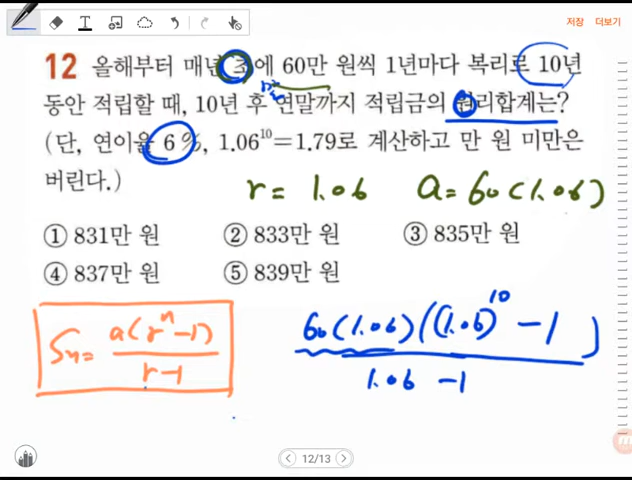 저장 더보기
12 올해부터 매년 초에 60만 원씩 1년마다 복리로 10년
동안 적립할 때, 10년 후 연말까지 적립금의 원리합계는?
(단, 연이율 6%, 1.06¹⁰=1.79로 계산하고 만 원 미만은
버린다.)
r = 1.06 a = 60(1.06)
① 831만 원 ② 833만 원 ③ 835만 원
④ 837만 원 ⑤ 839만 원
Sn = a(rⁿ-1) / r-1
60(1.06)((1.06)¹⁰ - 1) / 1.06 - 1
12/13